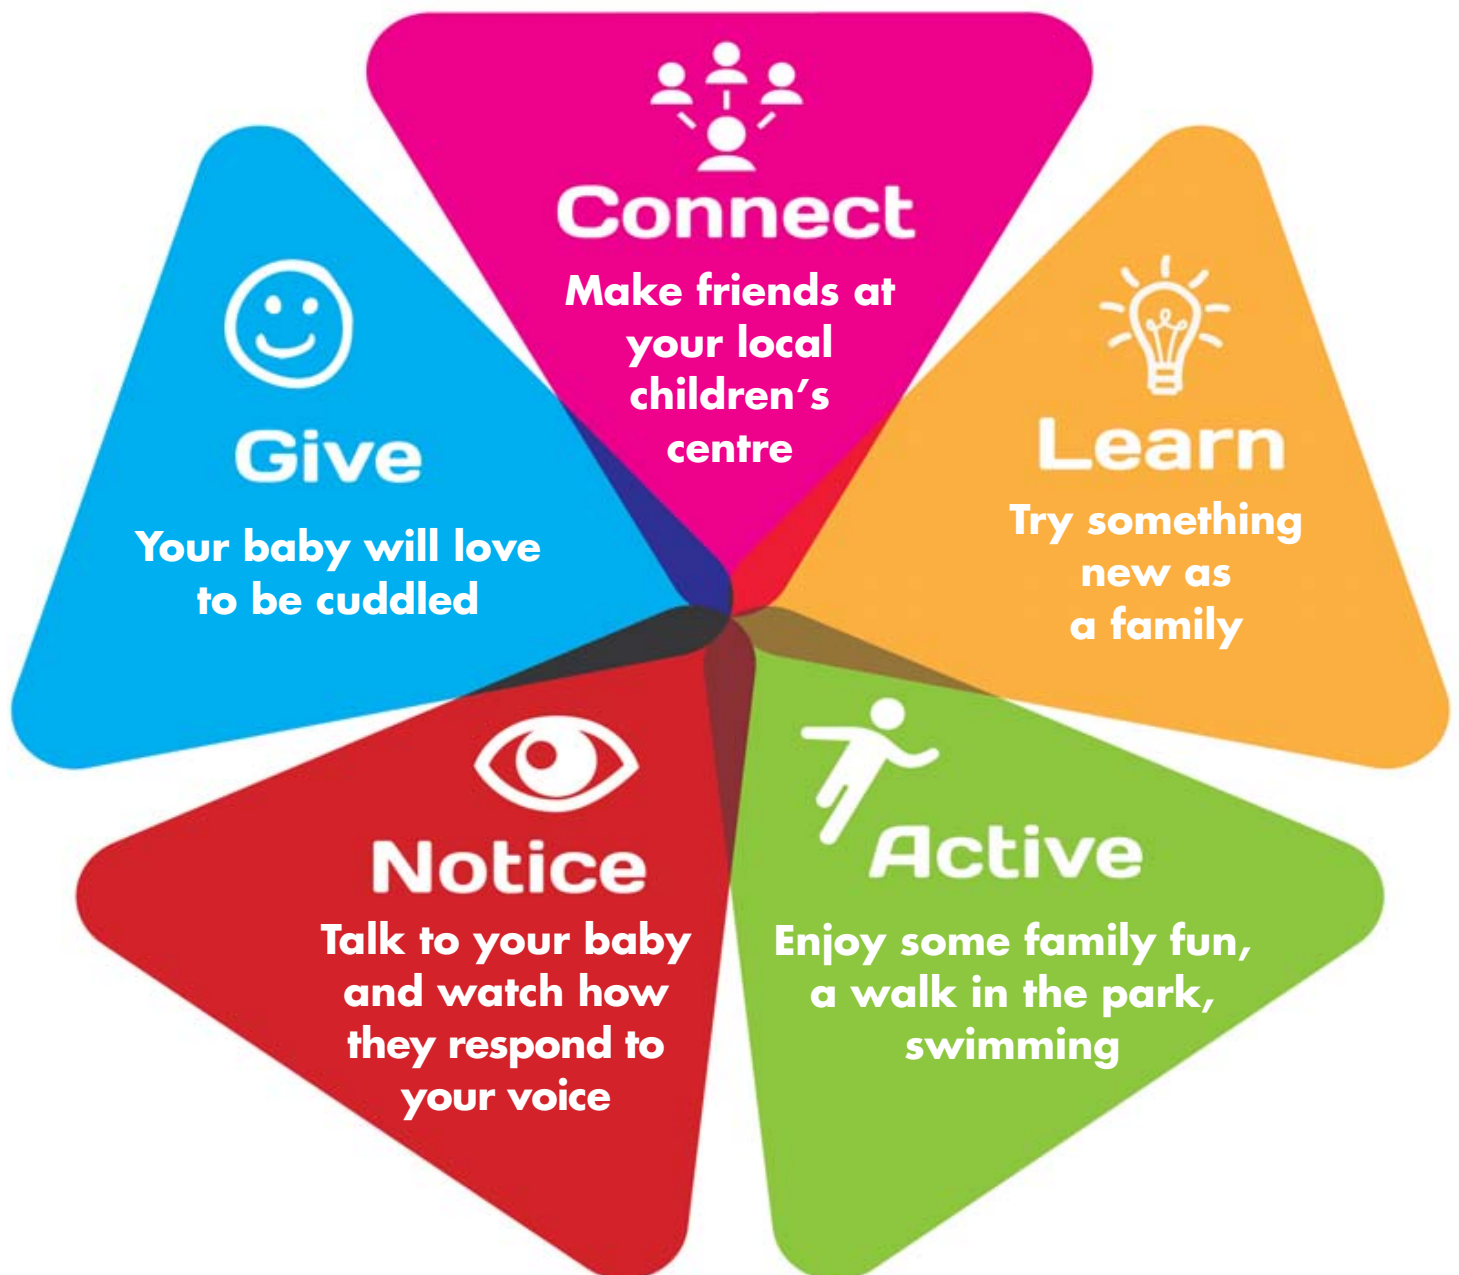 Connect
Make friends at
your local
children’s
centre
Learn
Try something
new as
a family
Active
Enjoy some family fun,
a walk in the park,
swimming
Notice
Talk to your baby
and watch how
they respond to
your voice
Give
Your baby will love
to be cuddled